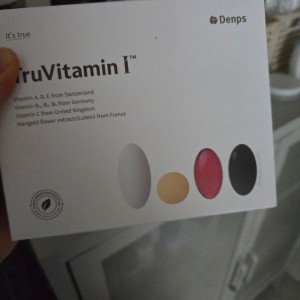 It's true
Denps
TruVitamin I™
Vitamin A, D, E from Switzerland
Vitamin B₁, B₂, B₆ from Germany
Vitamin C from United Kingdom
Marigold flower extracts(Lutein) from France